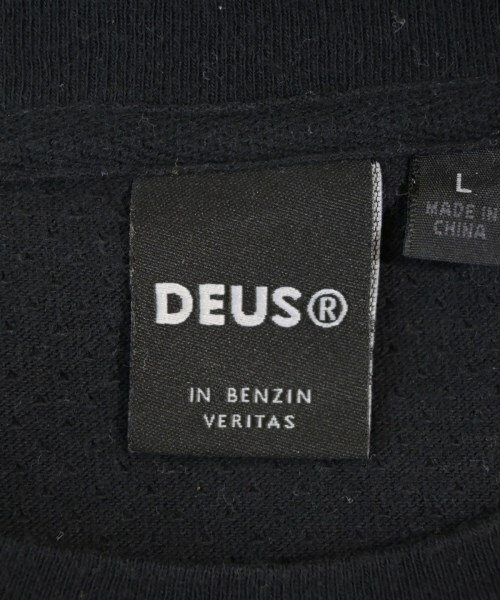 DEUS®
IN BENZIN
VERITAS
L
MADE IN
CHINA